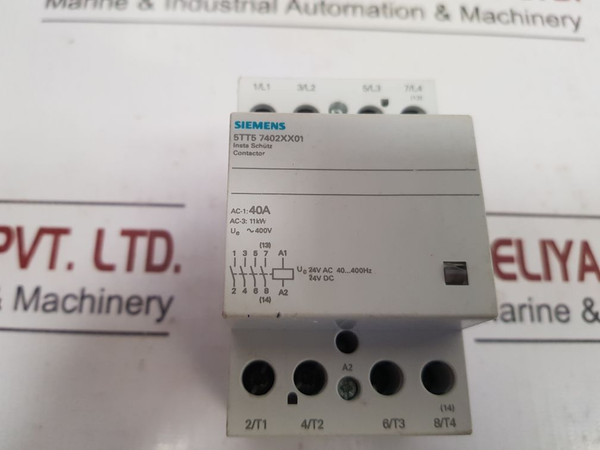 Marine & Industrial Automation & Machinery
1/L1 3/L2 5/L3 7/L4
SIEMENS
5TT5 7402XX01
Insta Schütz
Contactor
AC-1: 40A
AC-3: 11kW
Ue ~ 400V
(13)
1 3 5 7 A1
Uc 24V AC 40...400Hz
24V DC
2 4 6 8 A2
(14)
PVT. LTD.
& Machinery
ELIYA
Marine &
A2
(14)
2/T1 4/T2 6/T3 8/T4